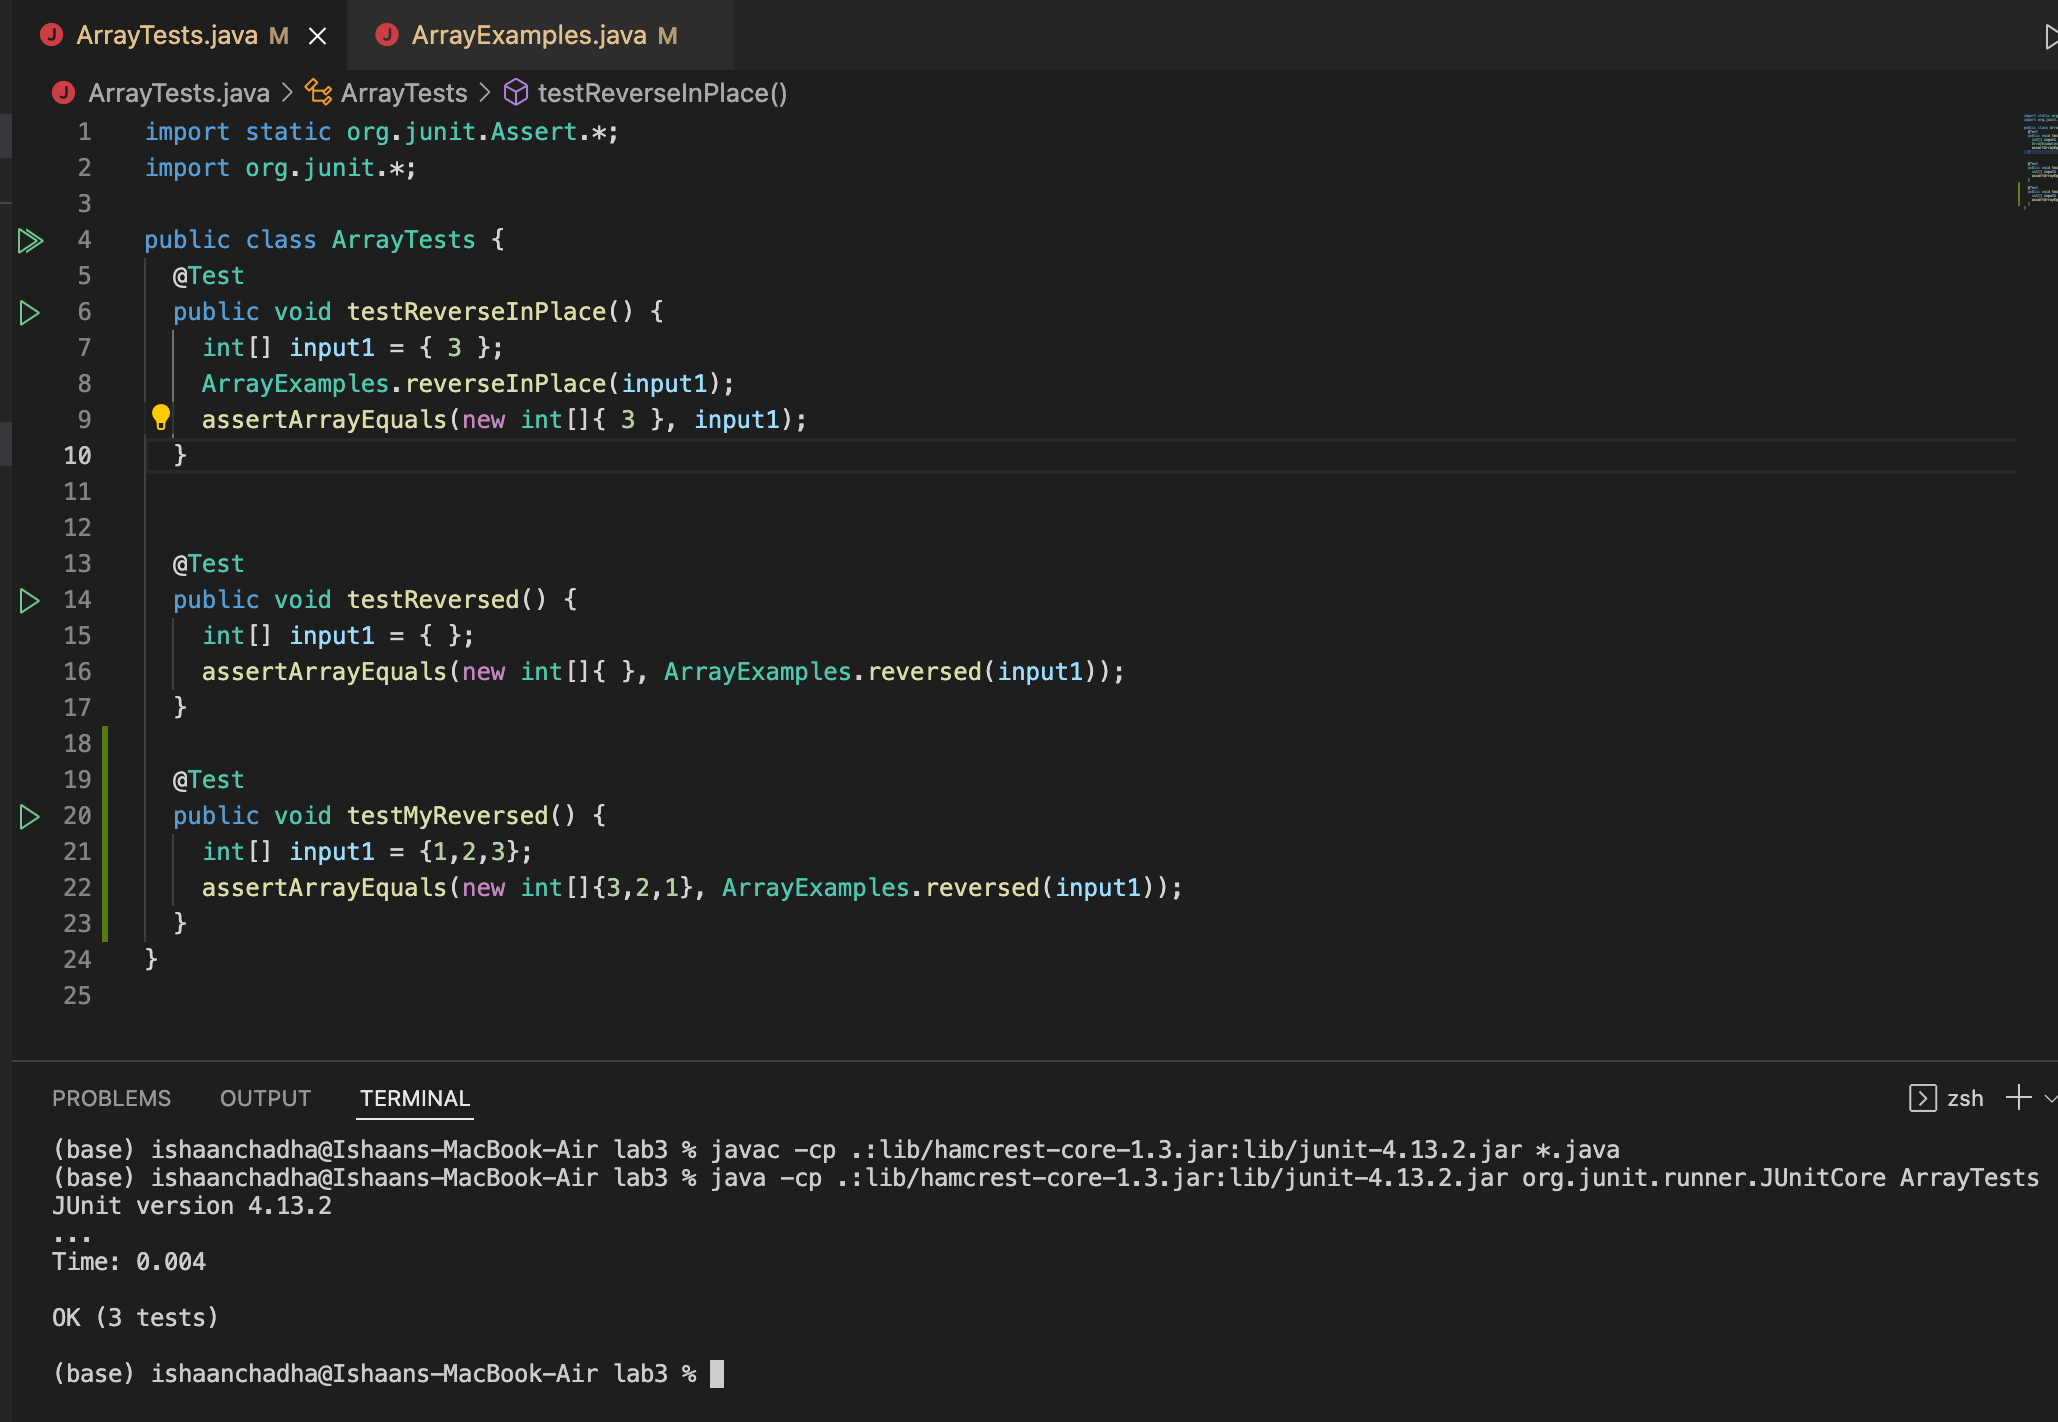 ArrayTests.java M ArrayExamples.java M
ArrayTests.java > ArrayTests > testReverseInPlace()
1 import static org.junit.Assert.*;
2 import org.junit.*;
3
4 public class ArrayTests {
5 @Test
6 public void testReverseInPlace() {
7 int[] input1 = { 3 };
8 ArrayExamples.reverseInPlace(input1);
9 assertArrayEquals(new int[]{ 3 }, input1);
10 }
11
12
13 @Test
14 public void testReversed() {
15 int[] input1 = { };
16 assertArrayEquals(new int[]{ }, ArrayExamples.reversed(input1));
17 }
18
19 @Test
20 public void testMyReversed() {
21 int[] input1 = {1,2,3};
22 assertArrayEquals(new int[]{3,2,1}, ArrayExamples.reversed(input1));
23 }
24 }
25
PROBLEMS OUTPUT TERMINAL zsh
(base) ishaanchadha@Ishaans-MacBook-Air lab3 % javac -cp .:lib/hamcrest-core-1.3.jar:lib/junit-4.13.2.jar *.java
(base) ishaanchadha@Ishaans-MacBook-Air lab3 % java -cp .:lib/hamcrest-core-1.3.jar:lib/junit-4.13.2.jar org.junit.runner.JUnitCore ArrayTests
JUnit version 4.13.2
...
Time: 0.004
OK (3 tests)
(base) ishaanchadha@Ishaans-MacBook-Air lab3 %